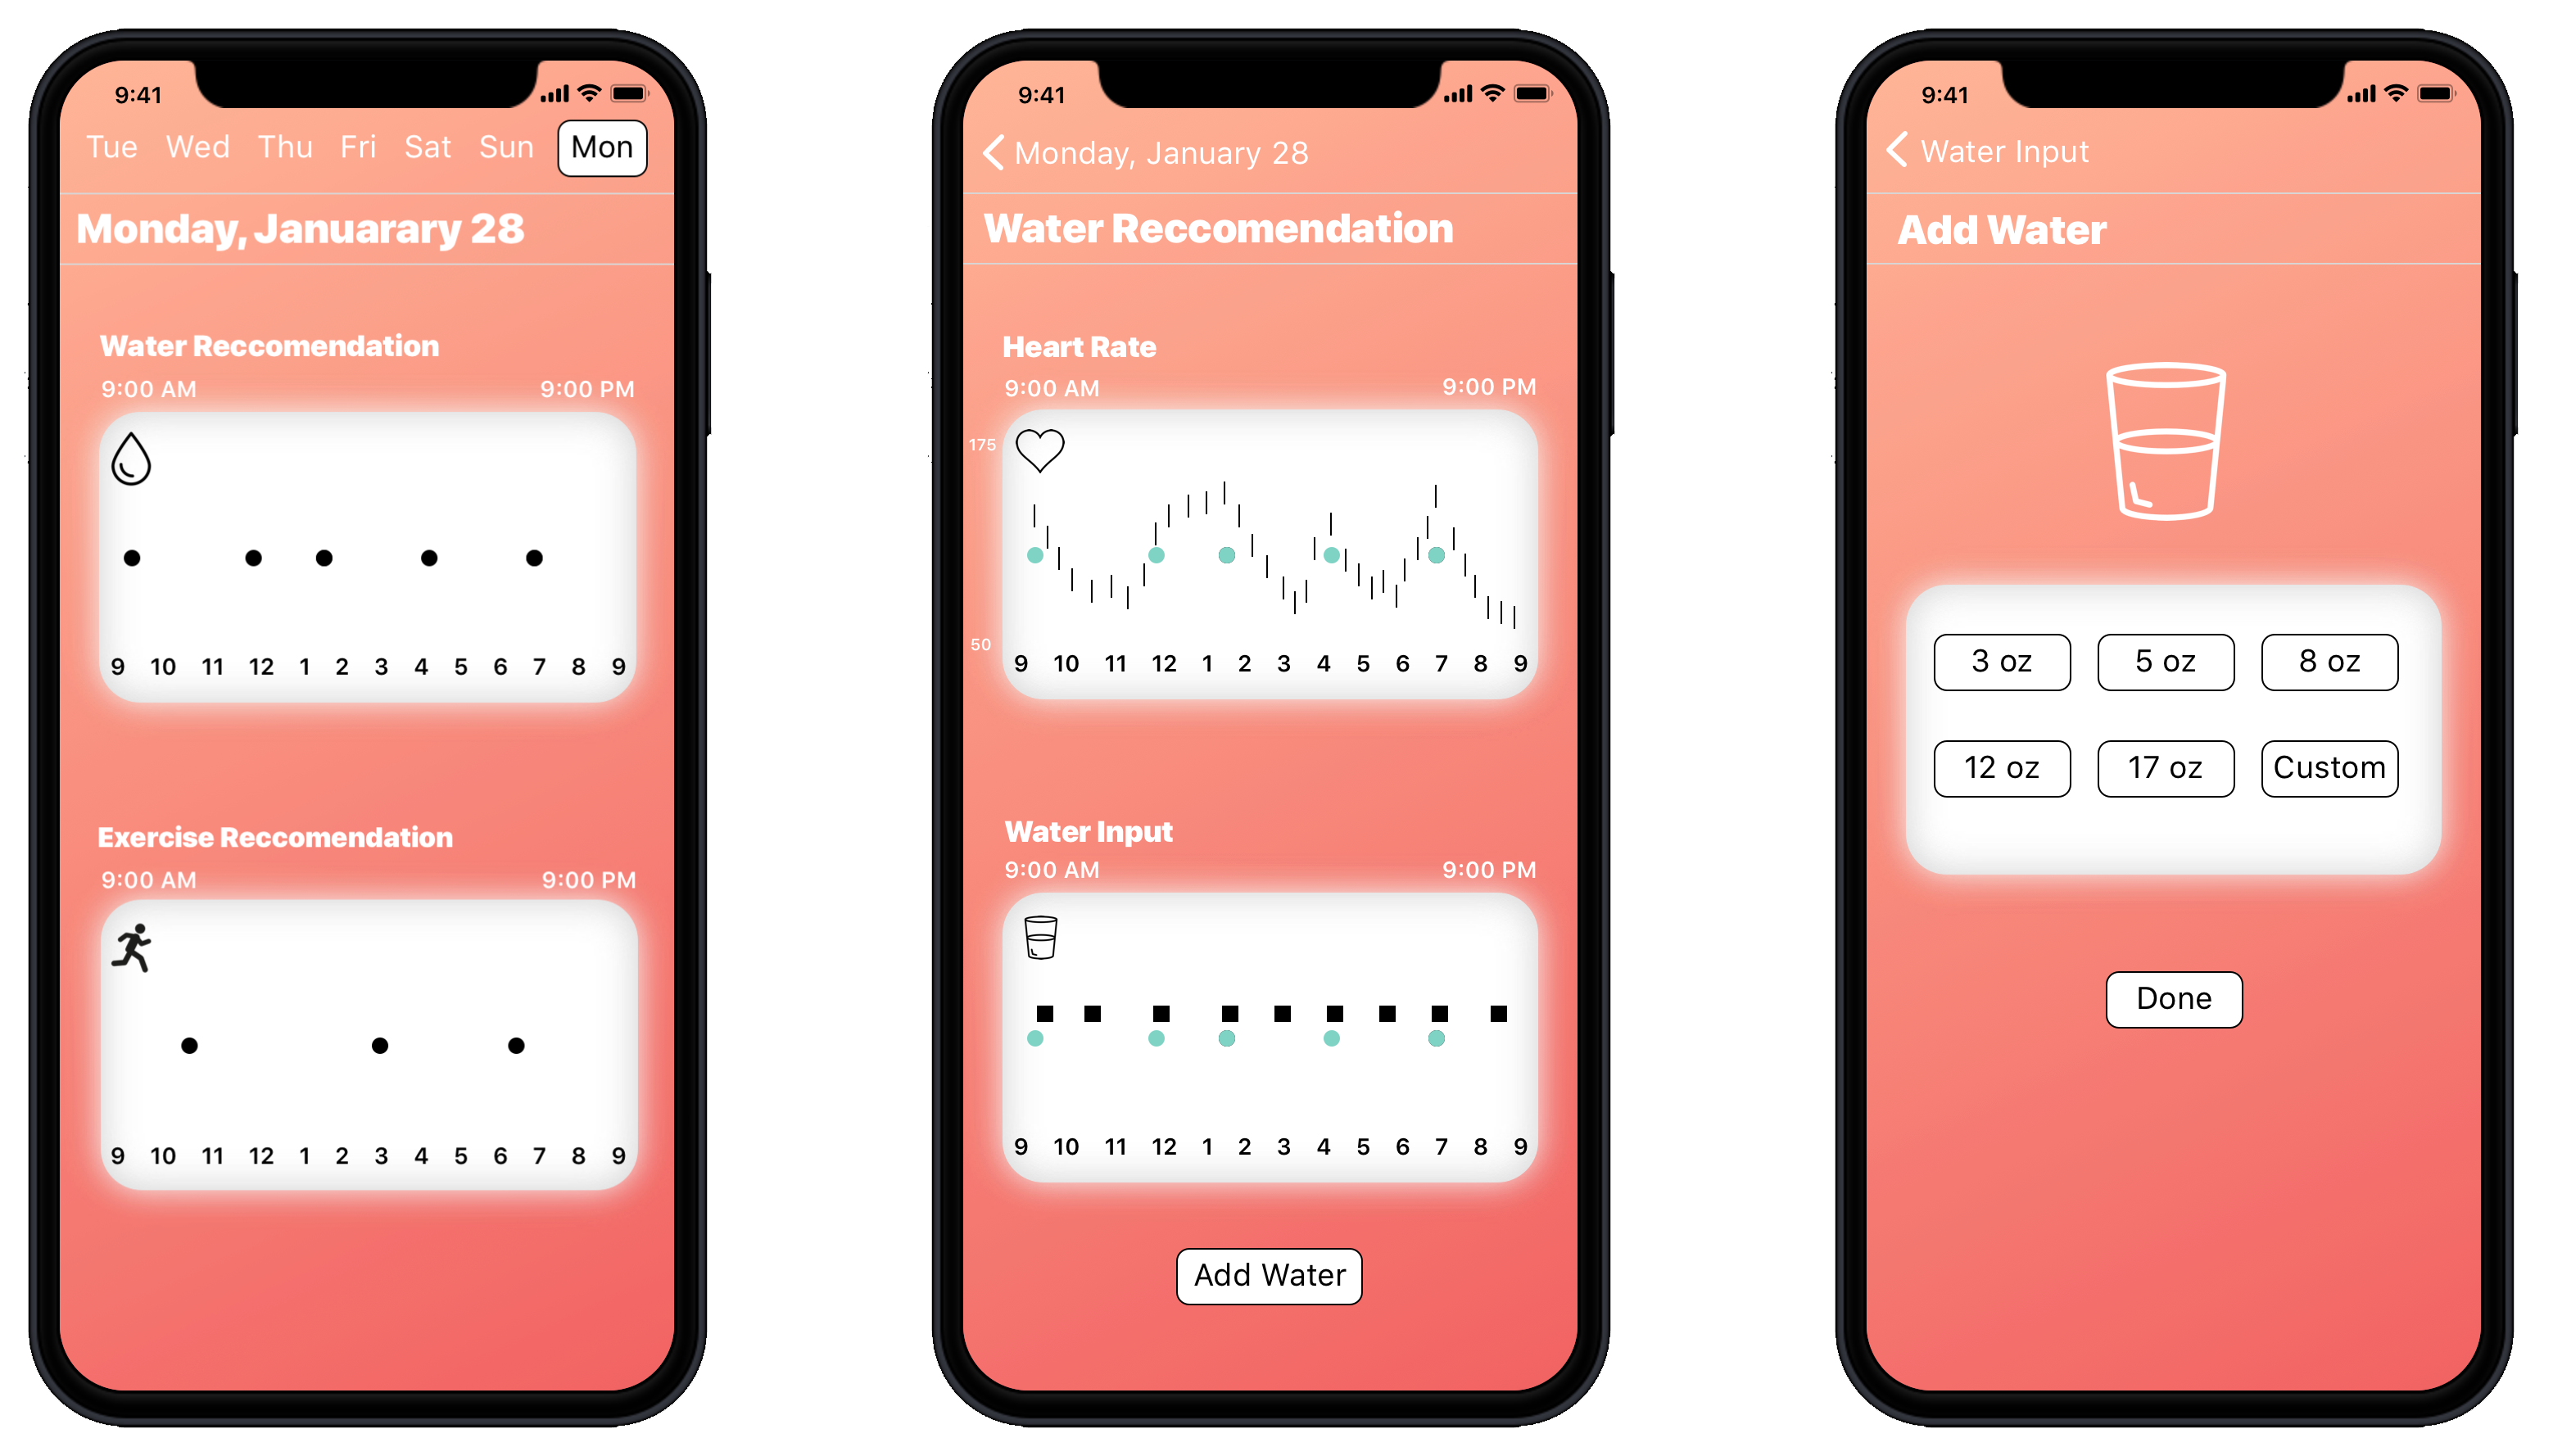 9:41
Tue Wed Thu Fri Sat Sun Mon
Monday, Januarary 28
Water Reccomendation
9:00 AM 9:00 PM
9 10 11 12 1 2 3 4 5 6 7 8 9
Exercise Reccomendation
9:00 AM 9:00 PM
9 10 11 12 1 2 3 4 5 6 7 8 9
9:41
Monday, January 28
Water Reccomendation
Heart Rate
9:00 AM 9:00 PM
175
50
9 10 11 12 1 2 3 4 5 6 7 8 9
Water Input
9:00 AM 9:00 PM
9 10 11 12 1 2 3 4 5 6 7 8 9
Add Water
9:41
Water Input
Add Water
3 oz 5 oz 8 oz
12 oz 17 oz Custom
Done